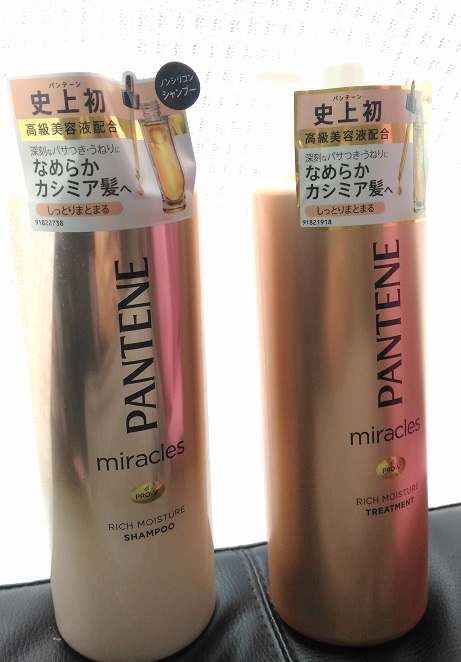 パンテーン
史上初
高級美容液配合
深刻なパサつき・うねりに
なめらか
カシミア髪へ
しっとりまとまる
91822738
ノンシリコン
シャンプー
PANTENE
miracles
PRO-V
RICH MOISTURE
SHAMPOO
パンテーン
史上初
高級美容液配合
深刻なパサつき・うねりに
なめらか
カシミア髪へ
しっとりまとまる
91821918
PANTENE
miracles
PRO-V
RICH MOISTURE
TREATMENT